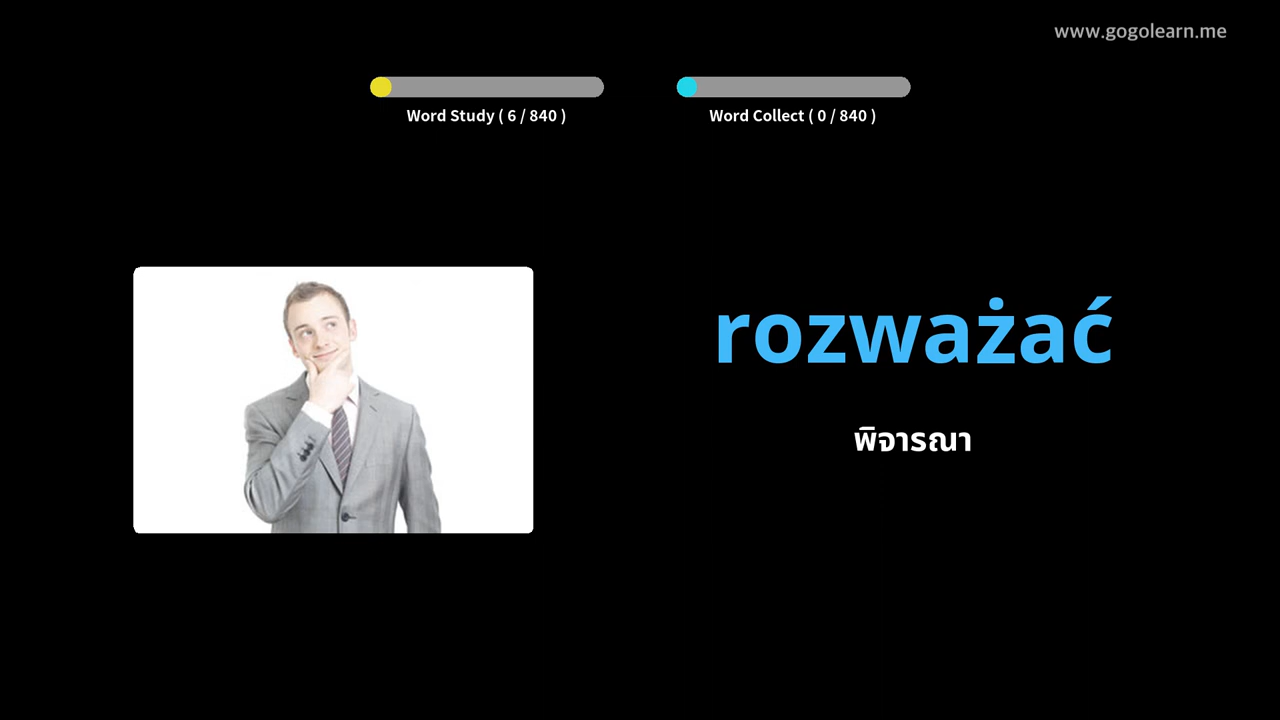 www.gogolearn.me
Word Study ( 6 / 840 )
Word Collect ( 0 / 840 )
rozważać
พิจารณา